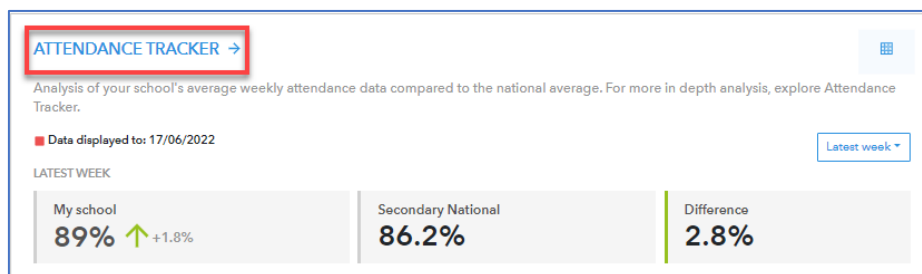 ATTENDANCE TRACKER →
Analysis of your school's average weekly attendance data compared to the national average. For more in depth analysis, explore Attendance
Tracker.
Data displayed to: 17/06/2022
Latest week
LATEST WEEK
My school
89% ↑ +1.8%
Secondary National
86.2%
Difference
2.8%